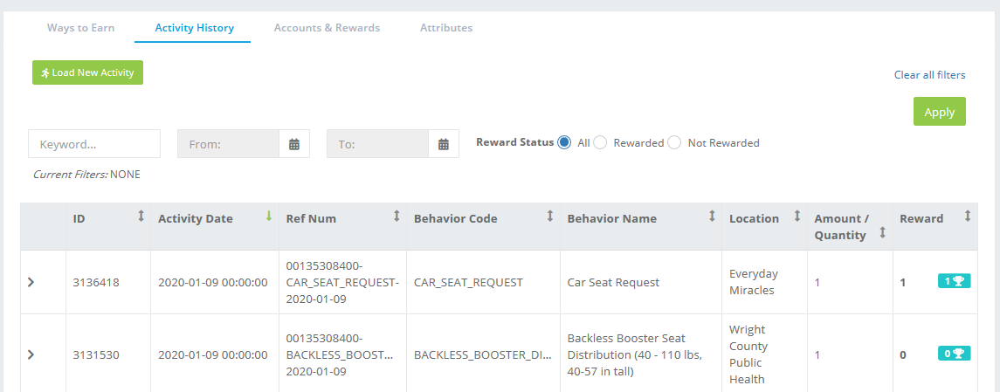 Ways to Earn Activity History Accounts & Rewards Attributes
Load New Activity
Clear all filters
Apply
Keyword... From: To: Reward Status All Rewarded Not Rewarded
Current Filters: NONE
ID Activity Date Ref Num Behavior Code Behavior Name Location Amount / Quantity Reward
3136418 2020-01-09 00:00:00
00135308400-
CAR_SEAT_REQUEST-
2020-01-09
CAR_SEAT_REQUEST
Car Seat Request
Everyday
Miracles
1 1 1
3131530 2020-01-09 00:00:00
00135308400-
BACKLESS_BOOST...
2020-01-09
BACKLESS_BOOSTER_DI...
Backless Booster Seat
Distribution (40 - 110 lbs,
40-57 in tall)
Wright
County
Public
Health
1 0 0